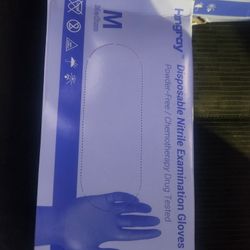 Hingray
Disposable Nitrile Examination Gloves
Powder-Free / Chemotherapy Drug Tested
M
Medium